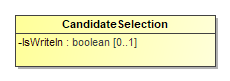 CandidateSelection
-IsWriteIn : boolean [0..1]